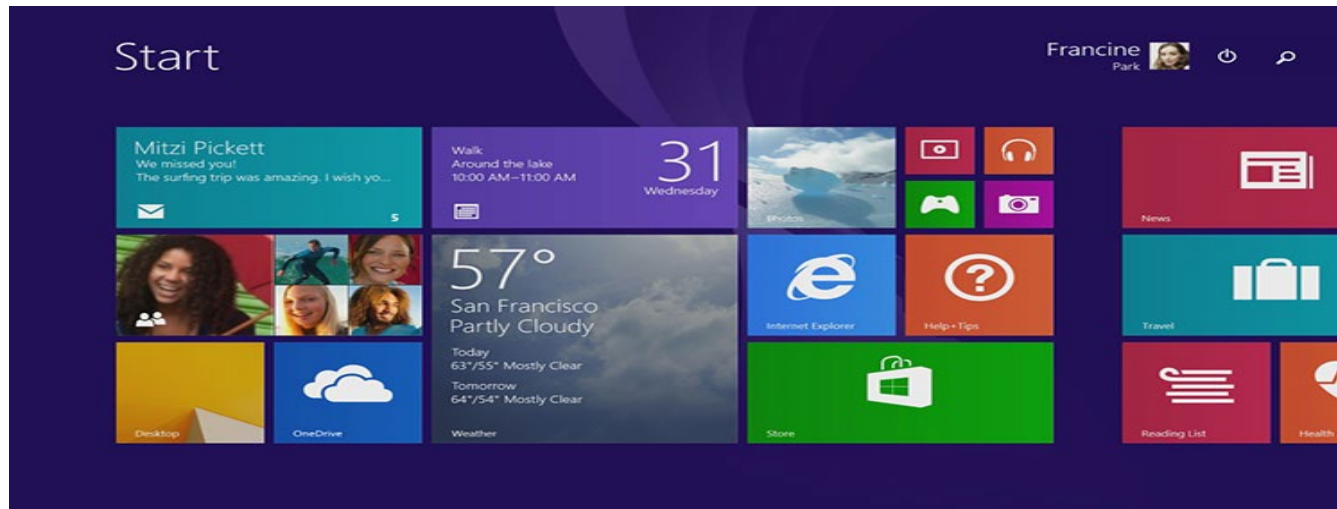 Start
Francine
Park
Mitzi Pickett
We missed you!
The surfing trip was amazing. I wish yo...
5
Walk
Around the lake
10:00 AM–11:00 AM
31
Wednesday
Photos
News
57°
San Francisco
Partly Cloudy
Today
63°/55° Mostly Clear
Tomorrow
64°/54° Mostly Clear
Weather
Internet Explorer
Help+Tips
Travel
Desktop
OneDrive
Store
Reading List
Health